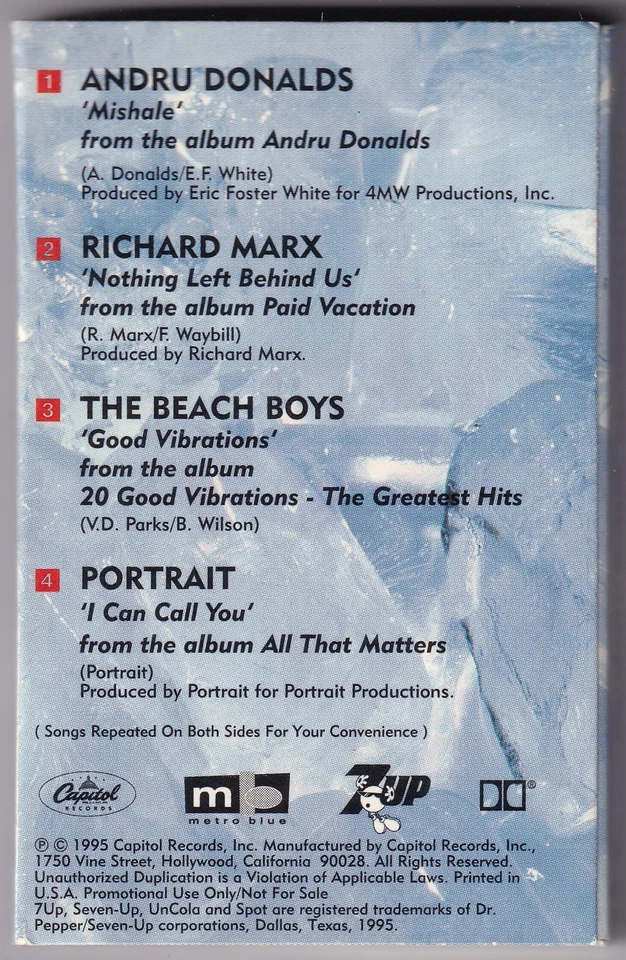 1 ANDRU DONALDS
‘Mishale‘
from the album Andru Donalds
(A. Donalds/E.F. White)
Produced by Eric Foster White for 4MW Productions, Inc.
2 RICHARD MARX
‘Nothing Left Behind Us‘
from the album Paid Vacation
(R. Marx/F. Waybill)
Produced by Richard Marx.
3 THE BEACH BOYS
‘Good Vibrations‘
from the album
20 Good Vibrations - The Greatest Hits
(V.D. Parks/B. Wilson)
4 PORTRAIT
‘I Can Call You‘
from the album All That Matters
(Portrait)
Produced by Portrait for Portrait Productions.
( Songs Repeated On Both Sides For Your Convenience )
Capitol
RECORDS
mb
metro blue
7UP
®
℗ © 1995 Capitol Records, Inc. Manufactured by Capitol Records, Inc.,
1750 Vine Street, Hollywood, California 90028. All Rights Reserved.
Unauthorized Duplication is a Violation of Applicable Laws. Printed in
U.S.A. Promotional Use Only/Not For Sale
7Up, Seven-Up, UnCola and Spot are registered trademarks of Dr.
Pepper/Seven-Up corporations, Dallas, Texas, 1995.